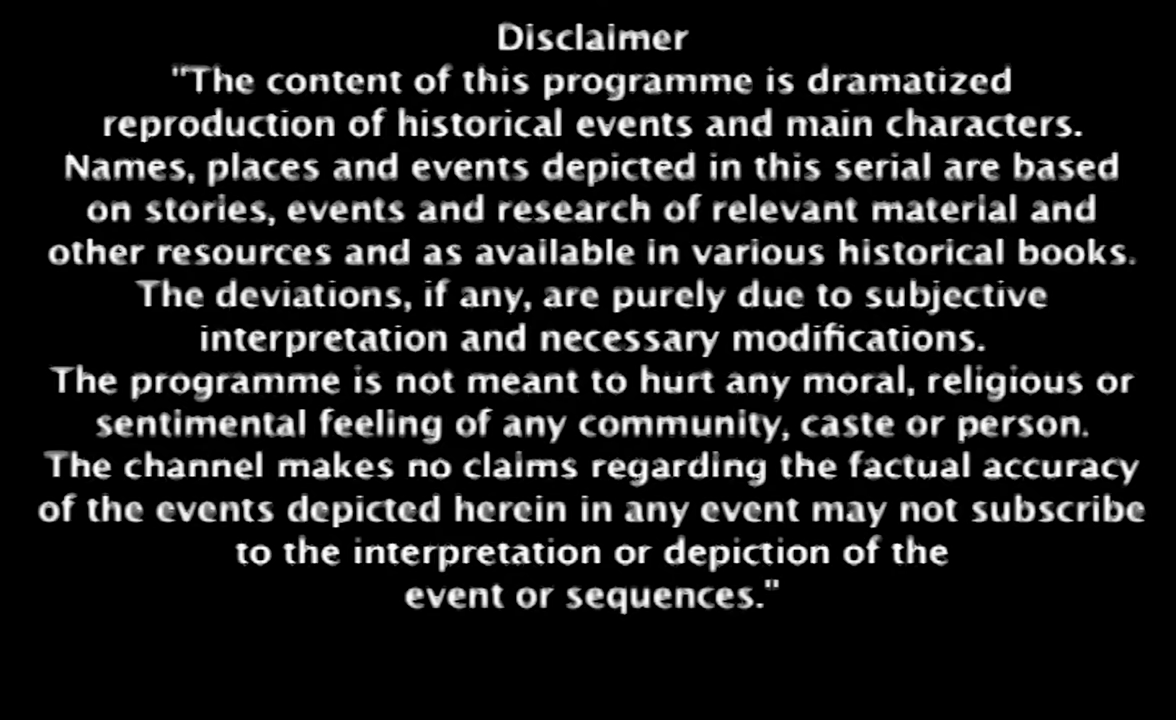 Disclaimer
"The content of this programme is dramatized
reproduction of historical events and main characters.
Names, places and events depicted in this serial are based
on stories, events and research of relevant material and
other resources and as available in various historical books.
The deviations, if any, are purely due to subjective
interpretation and necessary modifications.
The programme is not meant to hurt any moral, religious or
sentimental feeling of any community, caste or person.
The channel makes no claims regarding the factual accuracy
of the events depicted herein in any event may not subscribe
to the interpretation or depiction of the
event or sequences."